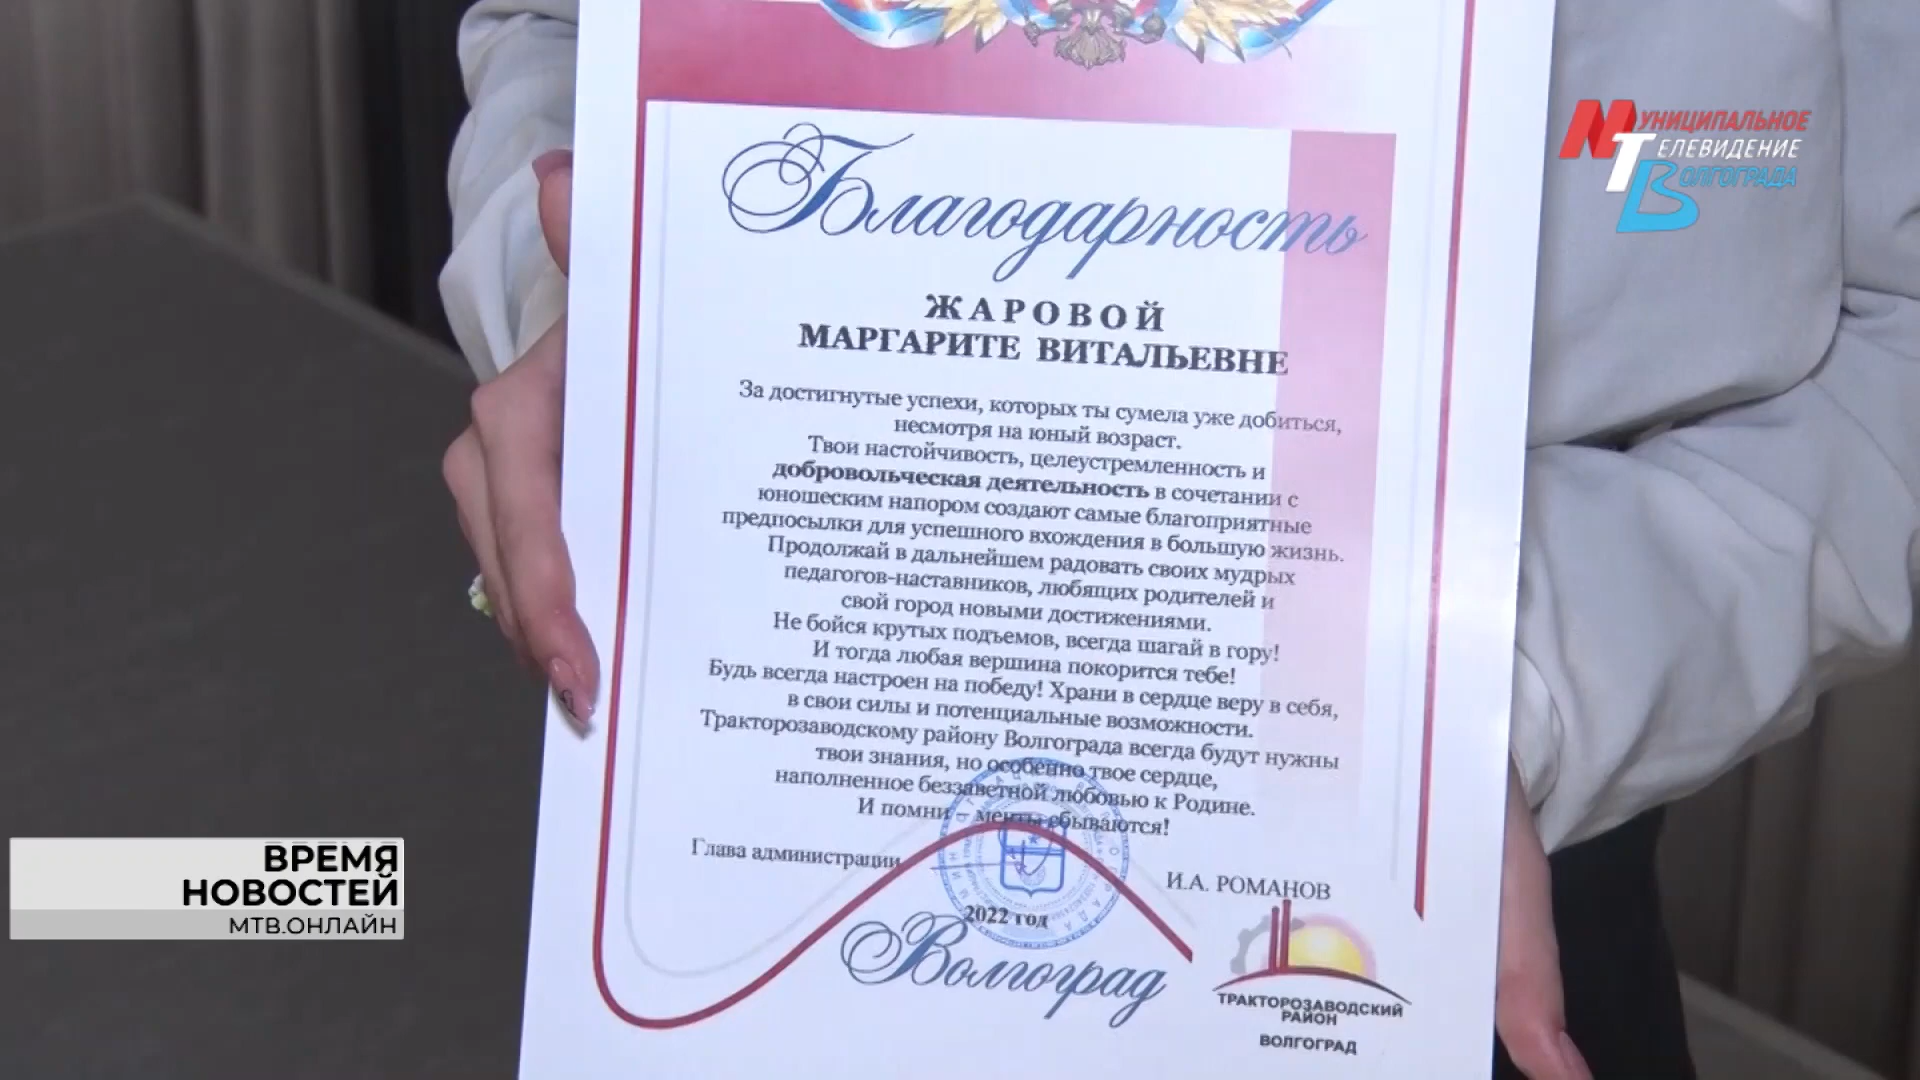 Благодарность
ЖАРОВОЙ
МАРГАРИТЕ ВИТАЛЬЕВНЕ
За достигнутые успехи, которых ты сумела уже добиться,
несмотря на юный возраст.
Твои настойчивость, целеустремленность и
добровольческая деятельность в сочетании с
юношеским напором создают самые благоприятные
предпосылки для успешного вхождения в большую жизнь.
Продолжай в дальнейшем радовать своих мудрых
педагогов-наставников, любящих родителей и
свой город новыми достижениями.
Не бойся крутых подъемов, всегда шагай в гору!
И тогда любая вершина покорится тебе!
Будь всегда настроен на победу! Храни в сердце веру в себя,
в свои силы и потенциальные возможности.
Тракторозаводскому району Волгограда всегда будут нужны
твои знания, но особенно твое сердце,
наполненное беззаветной любовью к Родине.
И помни – мечты сбываются!
Глава администрации
И.А. РОМАНОВ
2022 год
Волгоград
ТРАКТОРОЗАВОДСКИЙ
РАЙОН
ВОЛГОГРАД
МУНИЦИПАЛЬНОЕ
ТЕЛЕВИДЕНИЕ
ВОЛГОГРАДА
ВРЕМЯ
НОВОСТЕЙ
МТВ.ОНЛАЙН